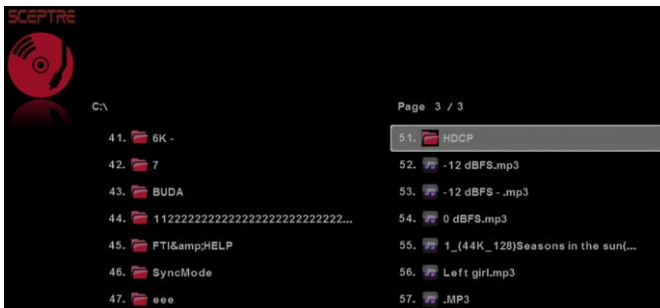 SCEPTRE
C:\
Page 3 / 3
41. 6K -
42. 7
43. BUDA
44. 112222222222222222222222222...
45. FTI&amp;HELP
46. SyncMode
47. eee
51. HDCP
52. -12 dBFS.mp3
53. -12 dBFS - .mp3
54. 0 dBFS.mp3
55. 1_(44K_128)Seasons in the sun(...
56. Left girl.mp3
57. .MP3